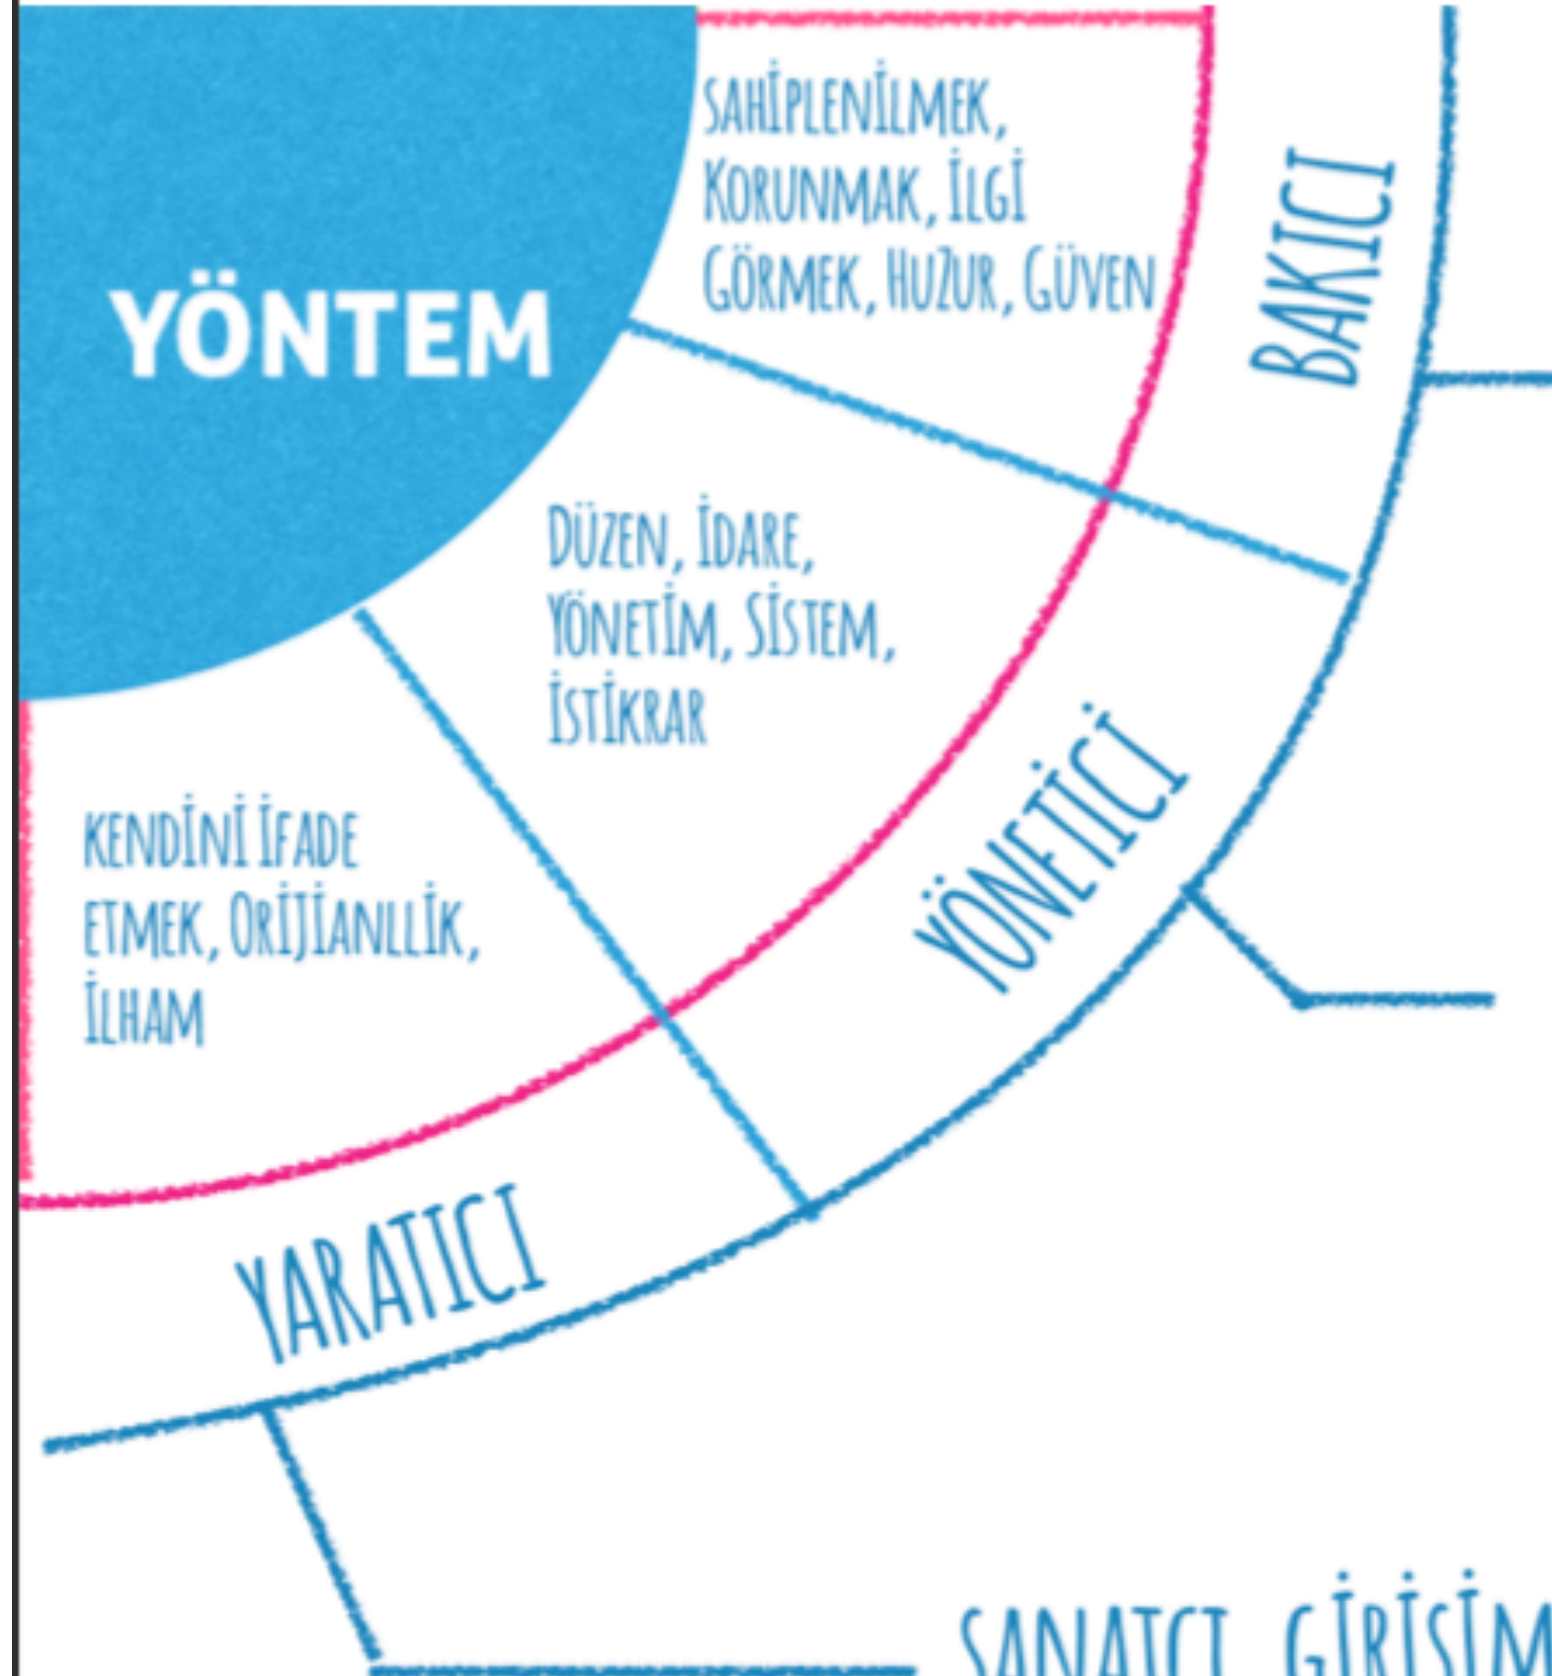 SAHİPLENİLMEK,
KORUNMAK, İLGİ
GÖRMEK, HUZUR, GÜVEN
BAKICI
YÖNTEM
DÜZEN, İDARE,
YÖNETİM, SİSTEM,
İSTİKRAR
YÖNETİCİ
KENDİNİ İFADE
ETMEK, ORİJİANLLİK,
İLHAM
YARATICI